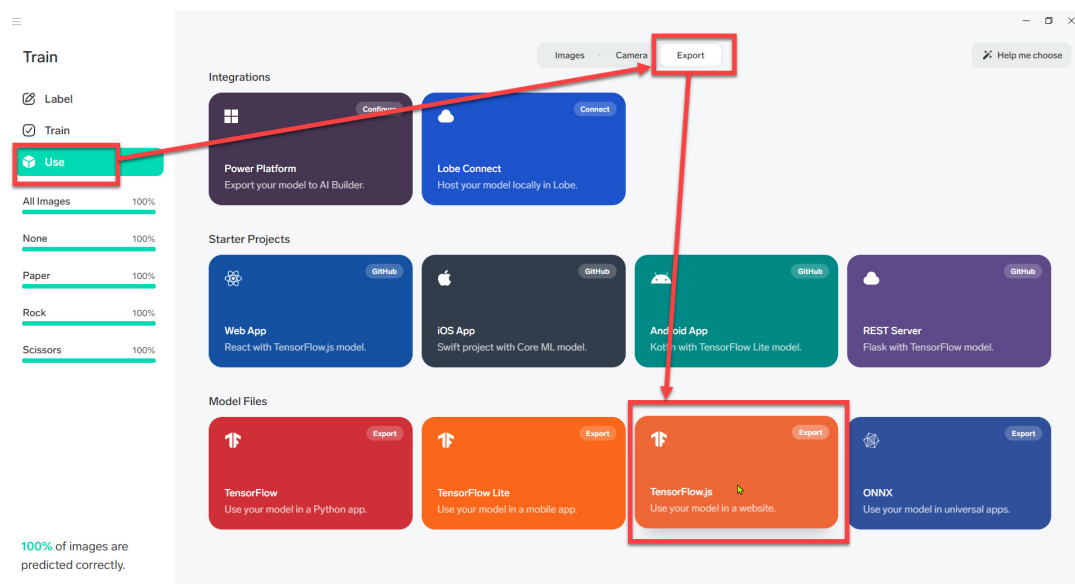 Train
Images · Camera Export
Help me choose
Label
Train
Use
All Images 100%
None 100%
Paper 100%
Rock 100%
Scissors 100%
100% of images are
predicted correctly.
Integrations
Configure
Power Platform
Export your model to AI Builder.
Connect
Lobe Connect
Host your model locally in Lobe.
Starter Projects
GitHub
Web App
React with TensorFlow.js model.
GitHub
iOS App
Swift project with Core ML model.
GitHub
Android App
Kotlin with TensorFlow Lite model.
GitHub
REST Server
Flask with TensorFlow model.
Model Files
Export
TensorFlow
Use your model in a Python app.
Export
TensorFlow Lite
Use your model in a mobile app.
Export
TensorFlow.js
Use your model in a website.
Export
ONNX
Use your model in universal apps.